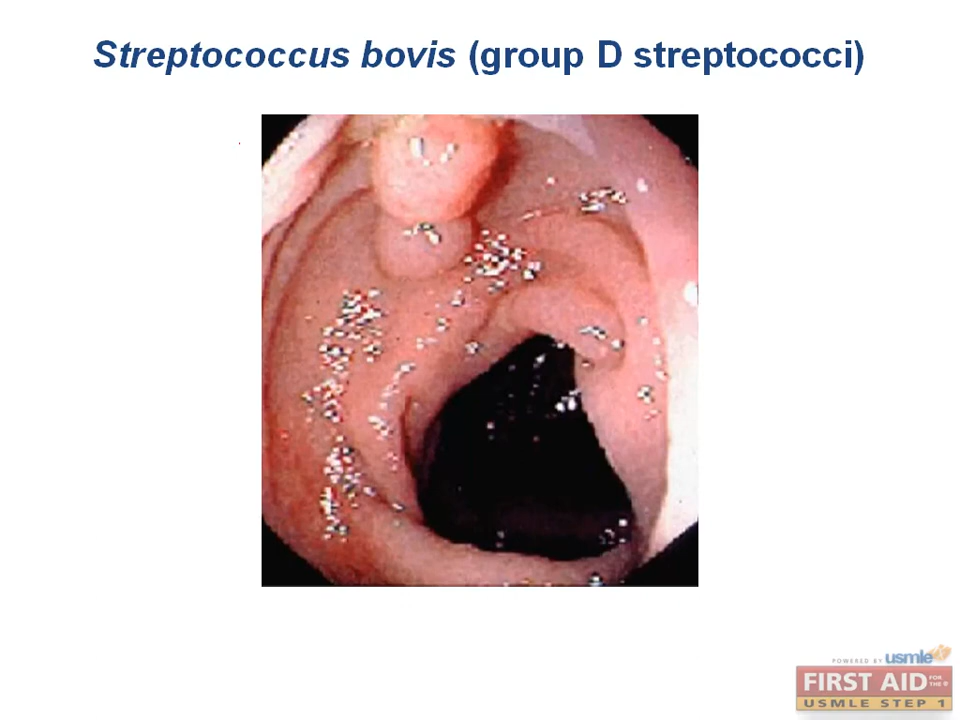 Streptococcus bovis (group D streptococci)
POWERED BY usmle
FIRST AID FOR THE®
USMLE STEP 1